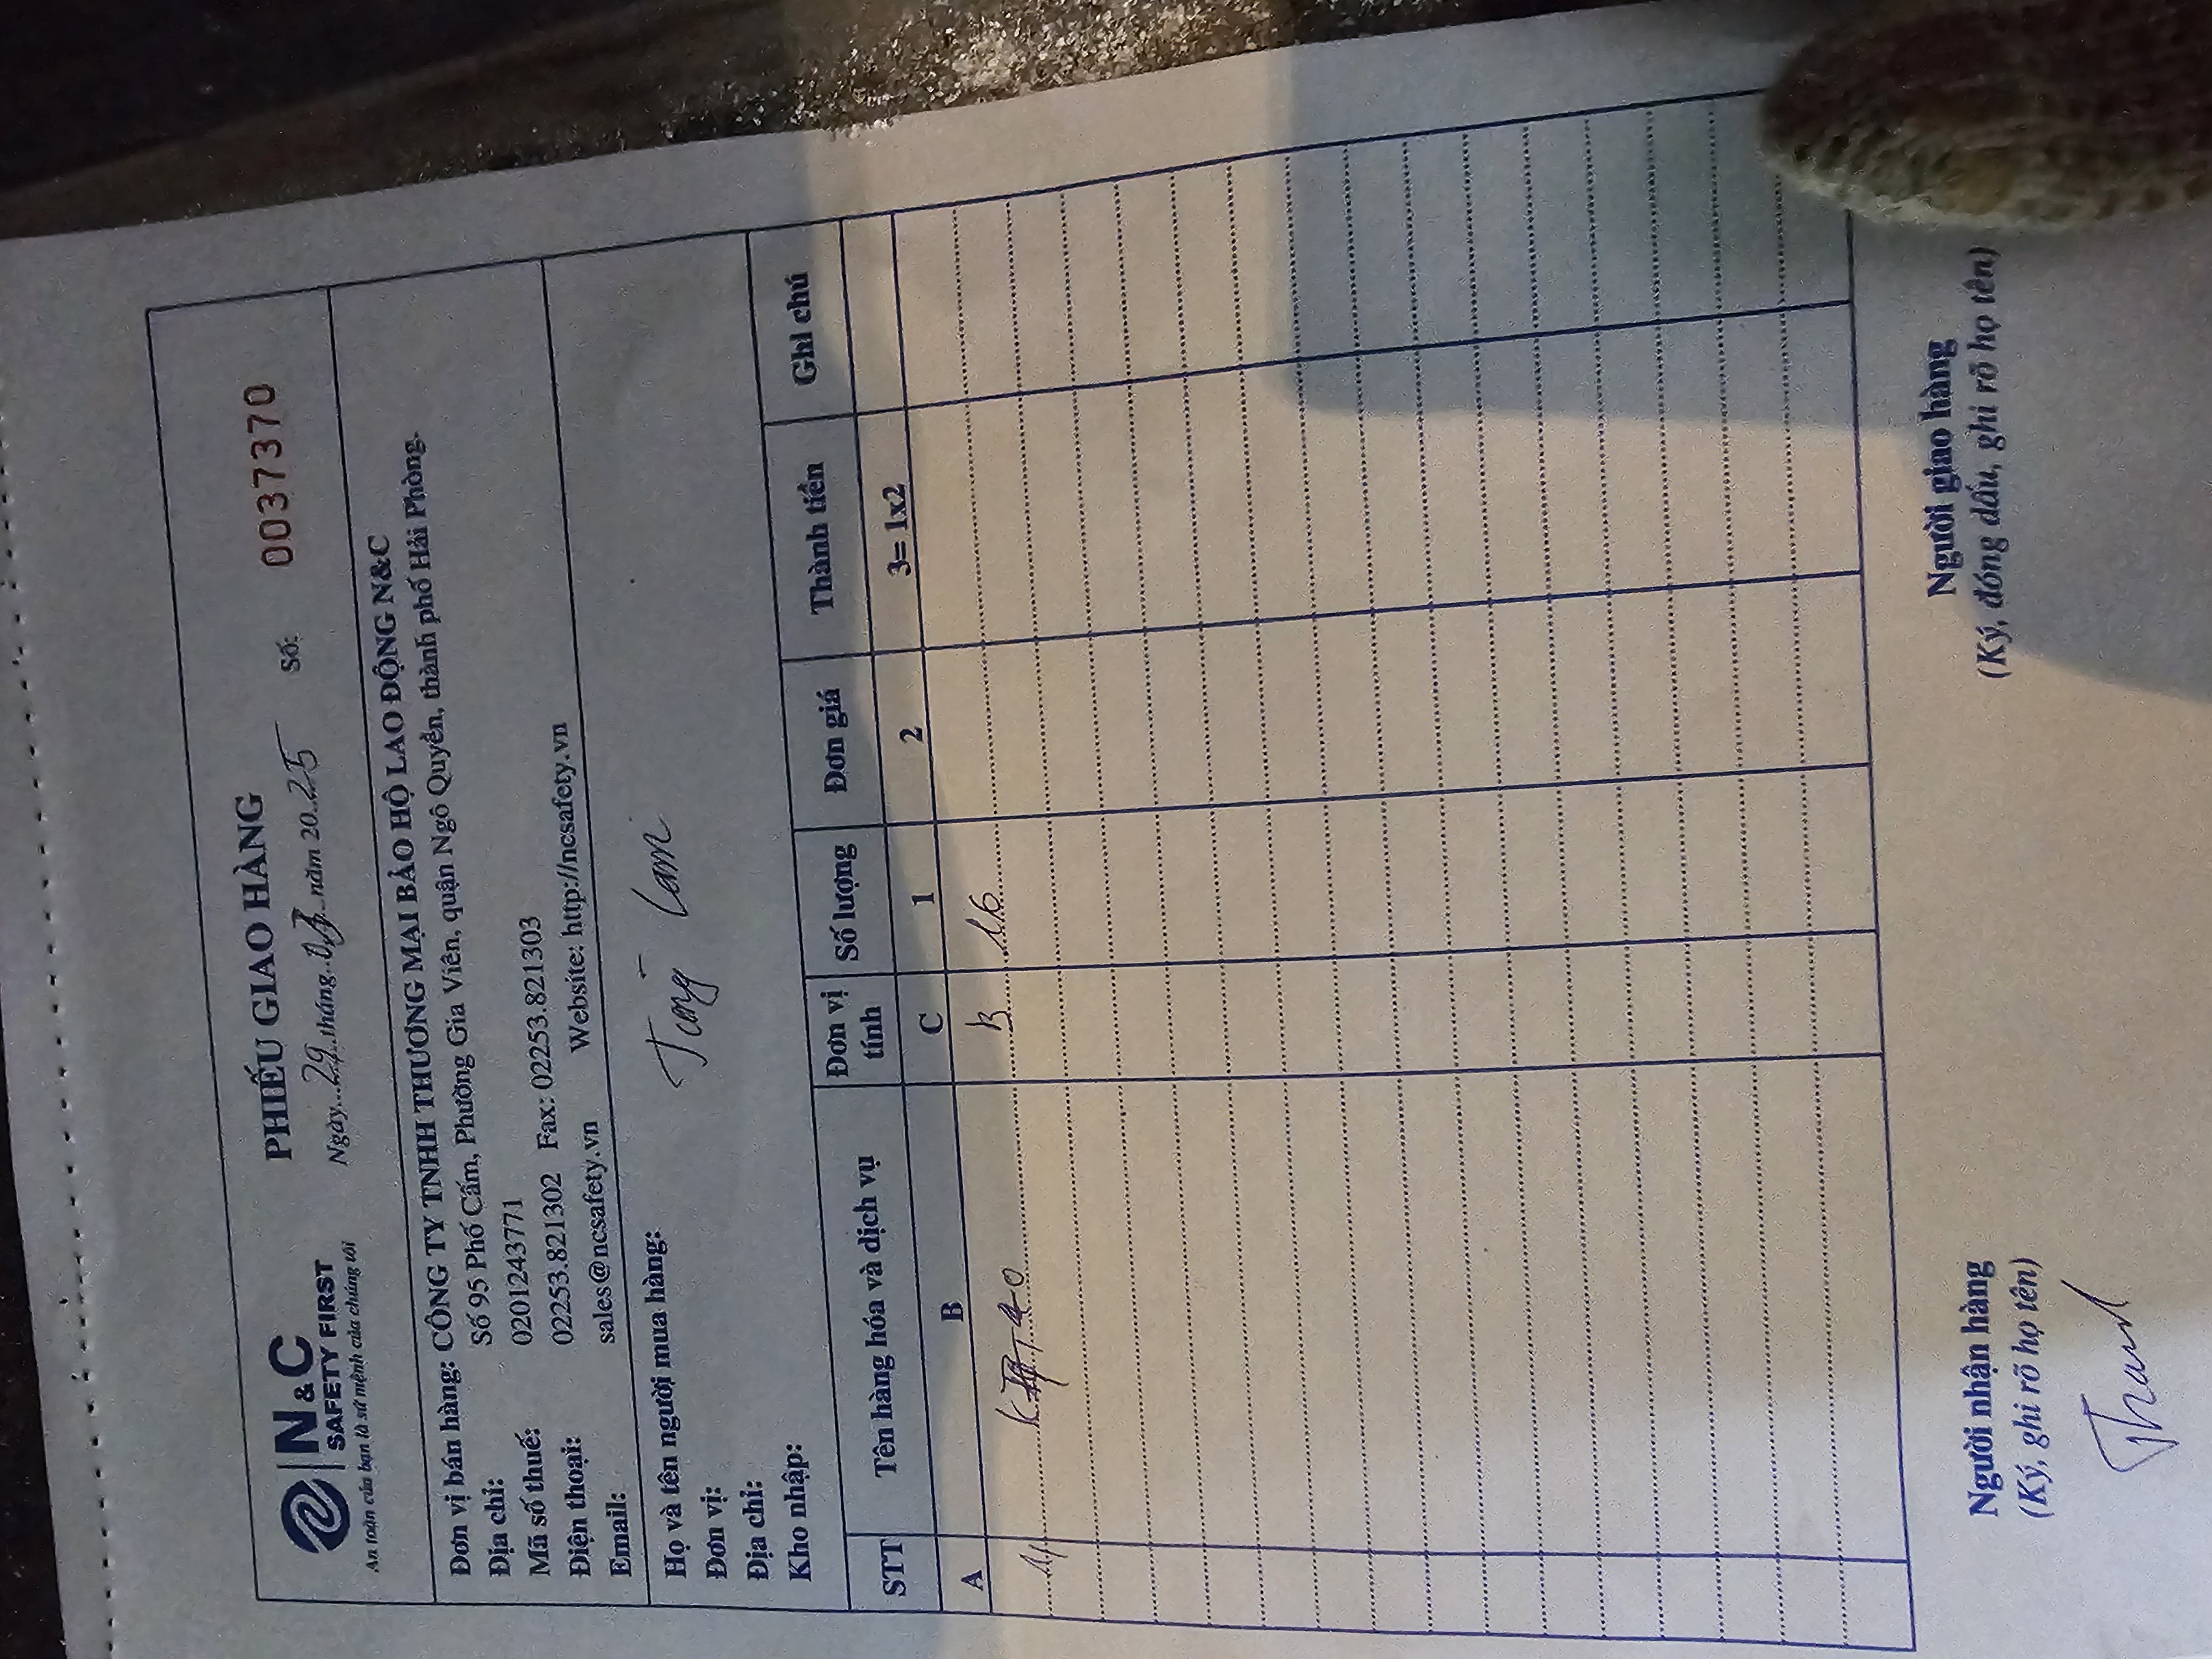 N&C
SAFETY FIRST
An toàn của bạn là sứ mệnh của chúng tôi
PHIẾU GIAO HÀNG
Ngày 29 tháng năm 2025
Số: 0037370
Đơn vị bán hàng: CÔNG TY TNHH THƯƠNG MẠI BẢO HỘ LAO ĐỘNG N&C
Địa chỉ: Số 95 Phố Cấm, Phường Gia Viên, quận Ngô Quyền, thành phố Hải Phòng.
Mã số thuế: 0201243771
Điện thoại: 02253.821302 Fax: 02253.821303
Email: sales@ncsafety.vn Website: http://ncsafety.vn
Họ và tên người mua hàng:
Đơn vị:
Địa chỉ:
Kho nhập:
STT Tên hàng hóa và dịch vụ Đơn vị tính Số lượng Đơn giá Thành tiền Ghi chú
A B C 1 2 3= 1x2
B 16
Người nhận hàng Người giao hàng
(Ký, ghi rõ họ tên) (Ký, đóng dấu, ghi rõ họ tên)